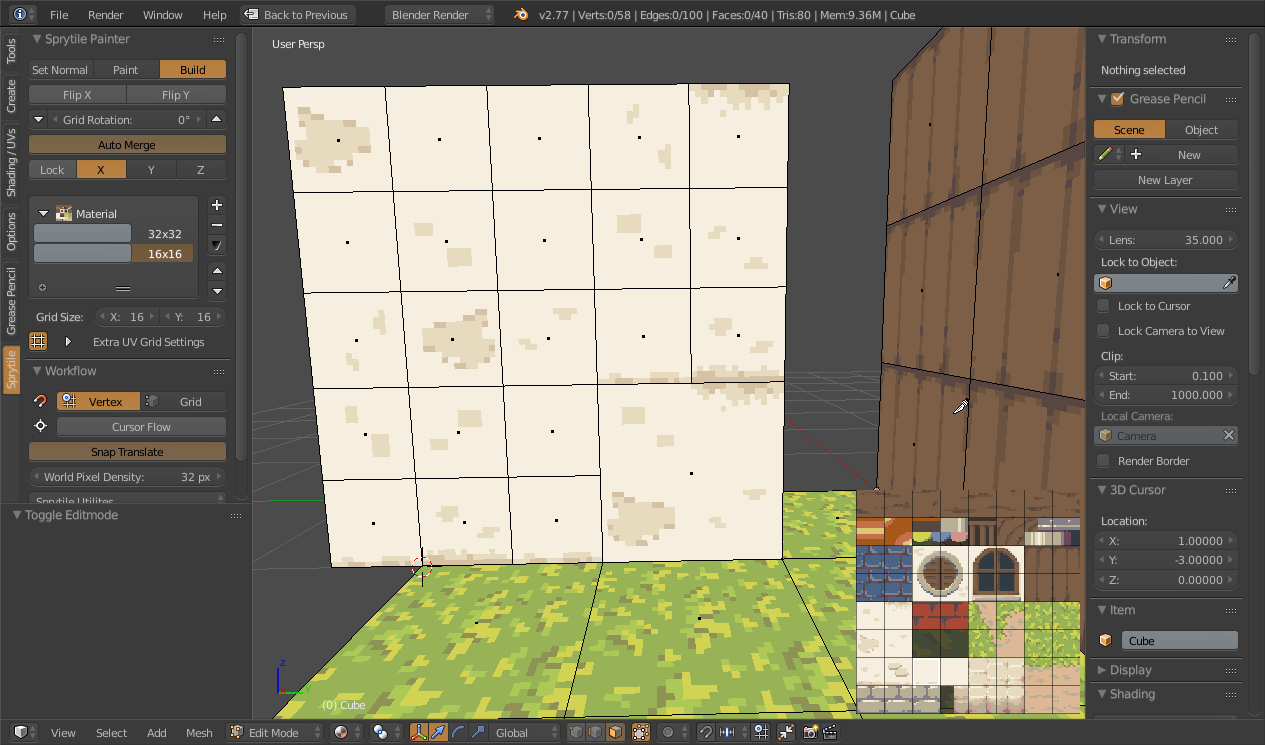 File Render Window Help Back to Previous Blender Render v2.77 | Verts:0/58 | Edges:0/100 | Faces:0/40 | Tris:80 | Mem:9.36M | Cube
Tools
Create
Shading / UVs
Options
Grease Pencil
Sprytile
Sprytile Painter
Set Normal Paint Build
Flip X Flip Y
Grid Rotation: 0°
Auto Merge
Lock X Y Z
Material
32x32
16x16
Grid Size: X: 16 Y: 16
Extra UV Grid Settings
Workflow
Vertex Grid
Cursor Flow
Snap Translate
World Pixel Density: 32 px
Sprytile Utilities
Toggle Editmode
User Persp
z
y
(0) Cube
Transform
Nothing selected
Grease Pencil
Scene Object
New
New Layer
View
Lens: 35.000
Lock to Object:
Lock to Cursor
Lock Camera to View
Clip:
Start: 0.100
End: 1000.000
Local Camera:
Camera
Render Border
3D Cursor
Location:
X: 1.00000
Y: -3.00000
Z: 0.00000
Item
Cube
Display
Shading
View Select Add Mesh Edit Mode Global